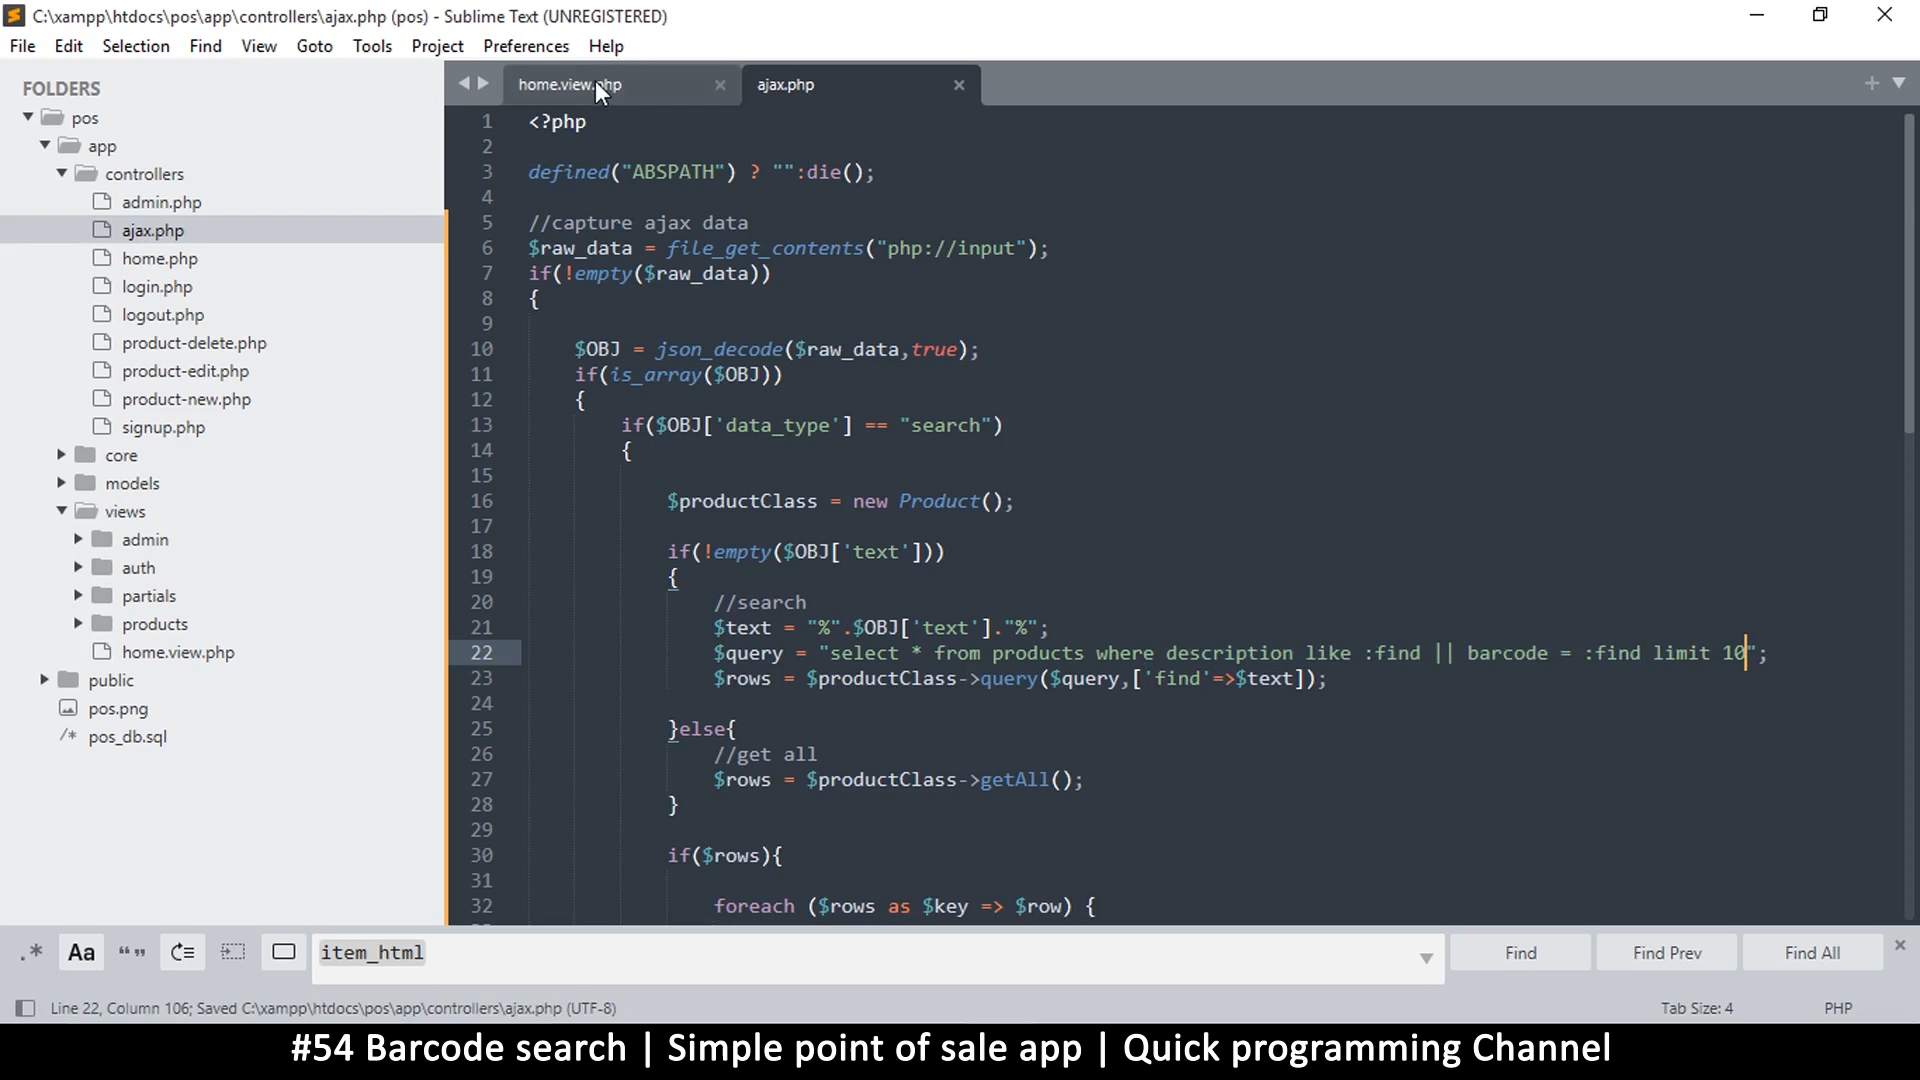 C:\xampp\htdocs\pos\app\controllers\ajax.php (pos) - Sublime Text (UNREGISTERED)
File Edit Selection Find View Goto Tools Project Preferences Help
FOLDERS
pos
app
controllers
admin.php
ajax.php
home.php
login.php
logout.php
product-delete.php
product-edit.php
product-new.php
signup.php
core
models
views
admin
auth
partials
products
home.view.php
public
pos.png
/* pos_db.sql
home.view.php × ajax.php ×
1 <?php
2
3 defined("ABSPATH") ? "":die();
4
5 //capture ajax data
6 $raw_data = file_get_contents("php://input");
7 if(!empty($raw_data))
8 {
9
10 $OBJ = json_decode($raw_data,true);
11 if(is_array($OBJ))
12 {
13 if($OBJ['data_type'] == "search")
14 {
15
16 $productClass = new Product();
17
18 if(!empty($OBJ['text']))
19 {
20 //search
21 $text = "%".$OBJ['text']."%";
22 $query = "select * from products where description like :find || barcode = :find limit 10";
23 $rows = $productClass->query($query,['find'=>$text]);
24
25 }else{
26 //get all
27 $rows = $productClass->getAll();
28 }
29
30 if($rows){
31
32 foreach ($rows as $key => $row) {
.* Aa “” item_html Find Find Prev Find All ×
Line 22, Column 106; Saved C:\xampp\htdocs\pos\app\controllers\ajax.php (UTF-8) Tab Size: 4 PHP
#54 Barcode search | Simple point of sale app | Quick programming Channel